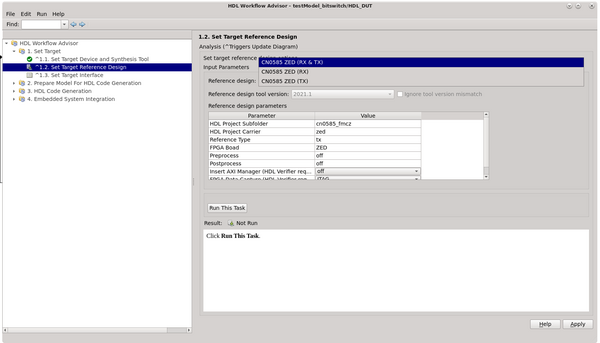 HDL Workflow Advisor - testModel_bitswitch/HDL_DUT
File Edit Run Help
Find:
HDL Workflow Advisor
1. Set Target
^1.1. Set Target Device and Synthesis Tool
^1.2. Set Target Reference Design
^1.3. Set Target Interface
2. Prepare Model For HDL Code Generation
3. HDL Code Generation
4. Embedded System Integration
1.2. Set Target Reference Design
Analysis (^Triggers Update Diagram)
Set target reference
CN0585 ZED (RX & TX)
Input Parameters
CN0585 ZED (RX)
Reference design:
CN0585 ZED (TX)
Reference design tool version: 2021.1 Ignore tool version mismatch
Reference design parameters
Parameter Value
HDL Project Subfolder cn0585_fmcz
HDL Project Carrier zed
Reference Type tx
FPGA Boad ZED
Preprocess off
Postprocess off
Insert AXI Manager (HDL Verifier req... off
FPGA Data Capture (HDL Verifier req... JTAG
Run This Task
Result: Not Run
Click Run This Task.
Help Apply